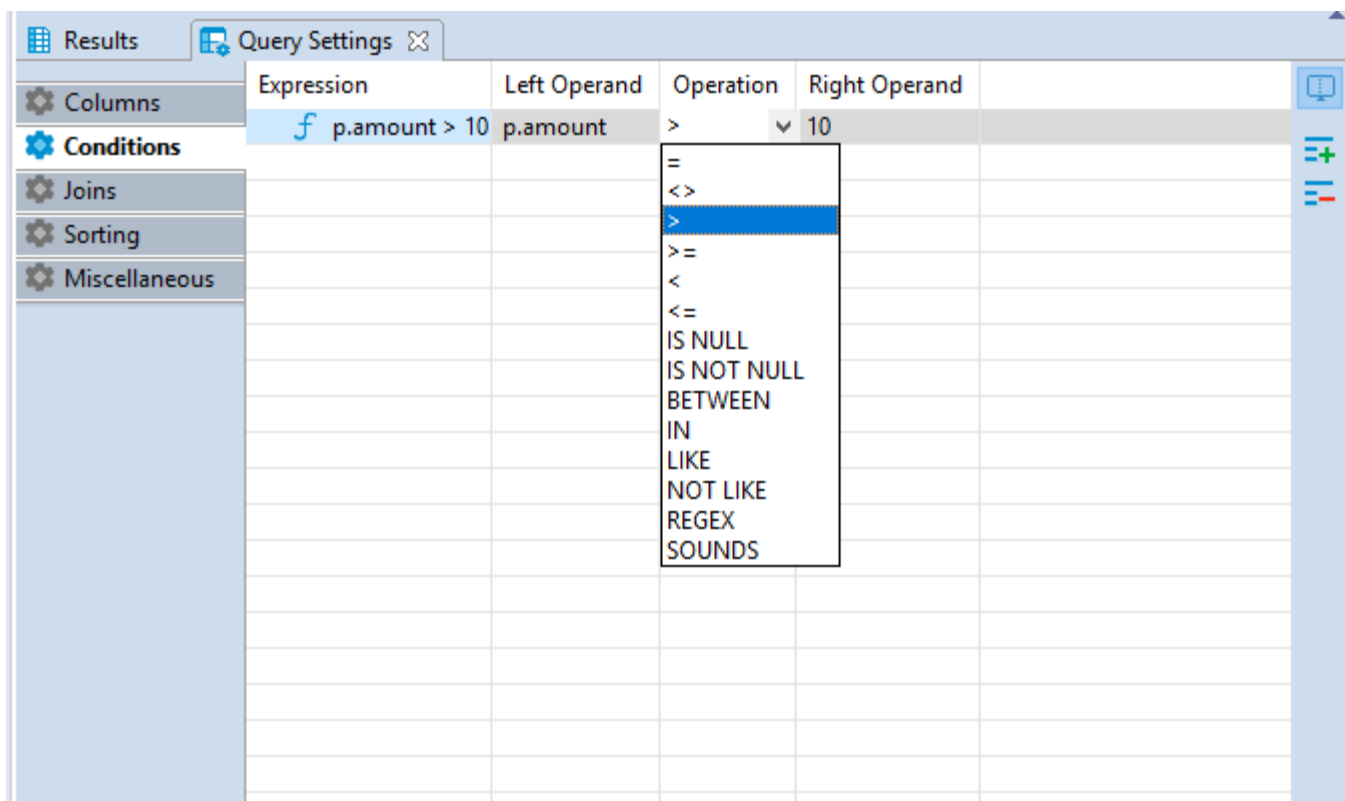 Results Query Settings
Expression Left Operand Operation Right Operand
Columns
p.amount > 10 p.amount > 10
Conditions
=
<>
Joins
>
Sorting
>=
Miscellaneous
<
<=
IS NULL
IS NOT NULL
BETWEEN
IN
LIKE
NOT LIKE
REGEX
SOUNDS